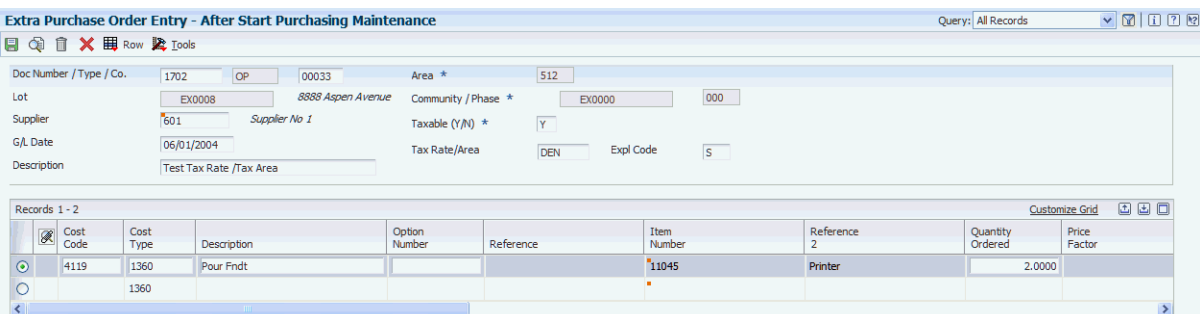 Extra Purchase Order Entry - After Start Purchasing Maintenance Query: All Records
Row Tools
Doc Number / Type / Co. 1702 OP 00033 Area * 512
Lot EX0008 8888 Aspen Avenue Community / Phase * EX0000 000
Supplier 601 Supplier No 1 Taxable (Y/N) * Y
G/L Date 06/01/2004
Tax Rate/Area DEN Expl Code S
Description Test Tax Rate /Tax Area
Records 1 - 2 Customize Grid
Cost Code Cost Type Description Option Number Reference Item Number Reference 2 Quantity Ordered Price Factor
4119 1360 Pour Fndt 11045 Printer 2.0000
1360